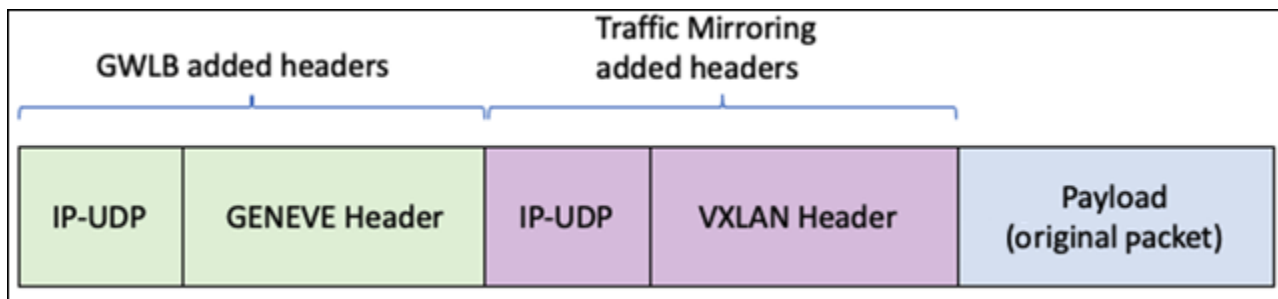 GWLB added headers
Traffic Mirroring
added headers
IP-UDP
GENEVE Header
IP-UDP
VXLAN Header
Payload
(original packet)